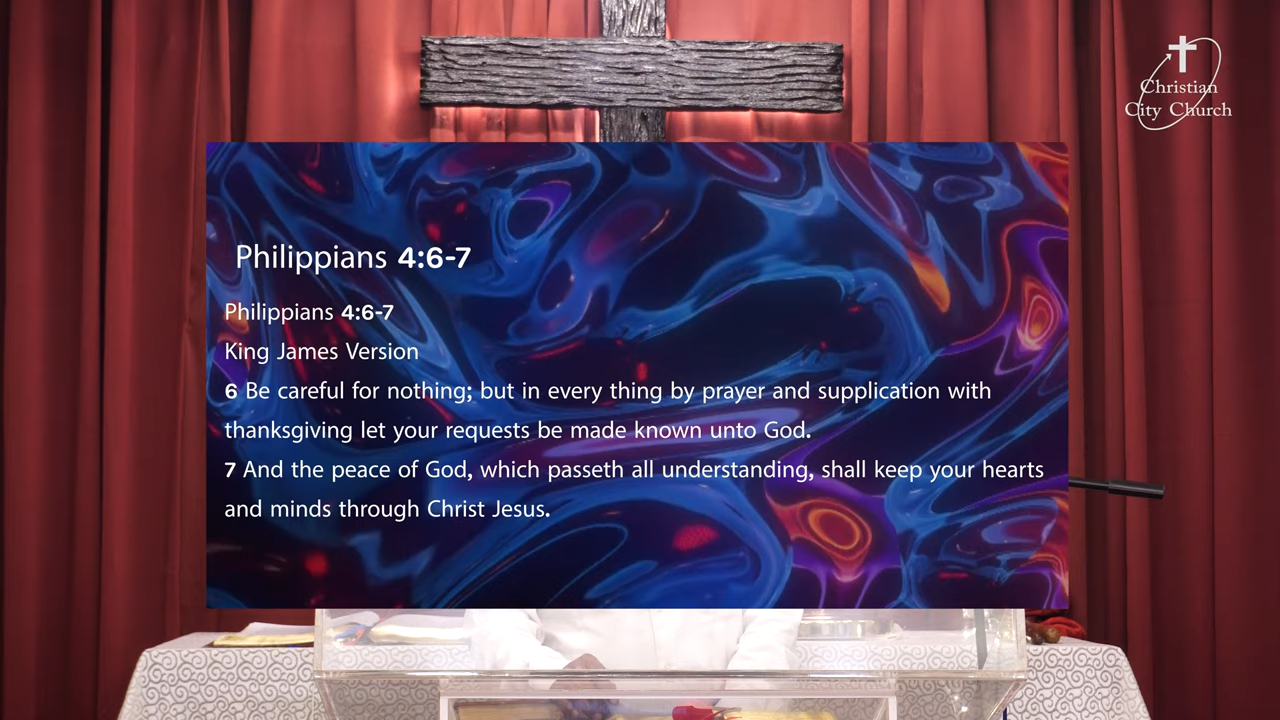 Christian
City Church
Philippians 4:6-7
Philippians 4:6-7
King James Version
6 Be careful for nothing; but in every thing by prayer and supplication with
thanksgiving let your requests be made known unto God.
7 And the peace of God, which passeth all understanding, shall keep your hearts
and minds through Christ Jesus.